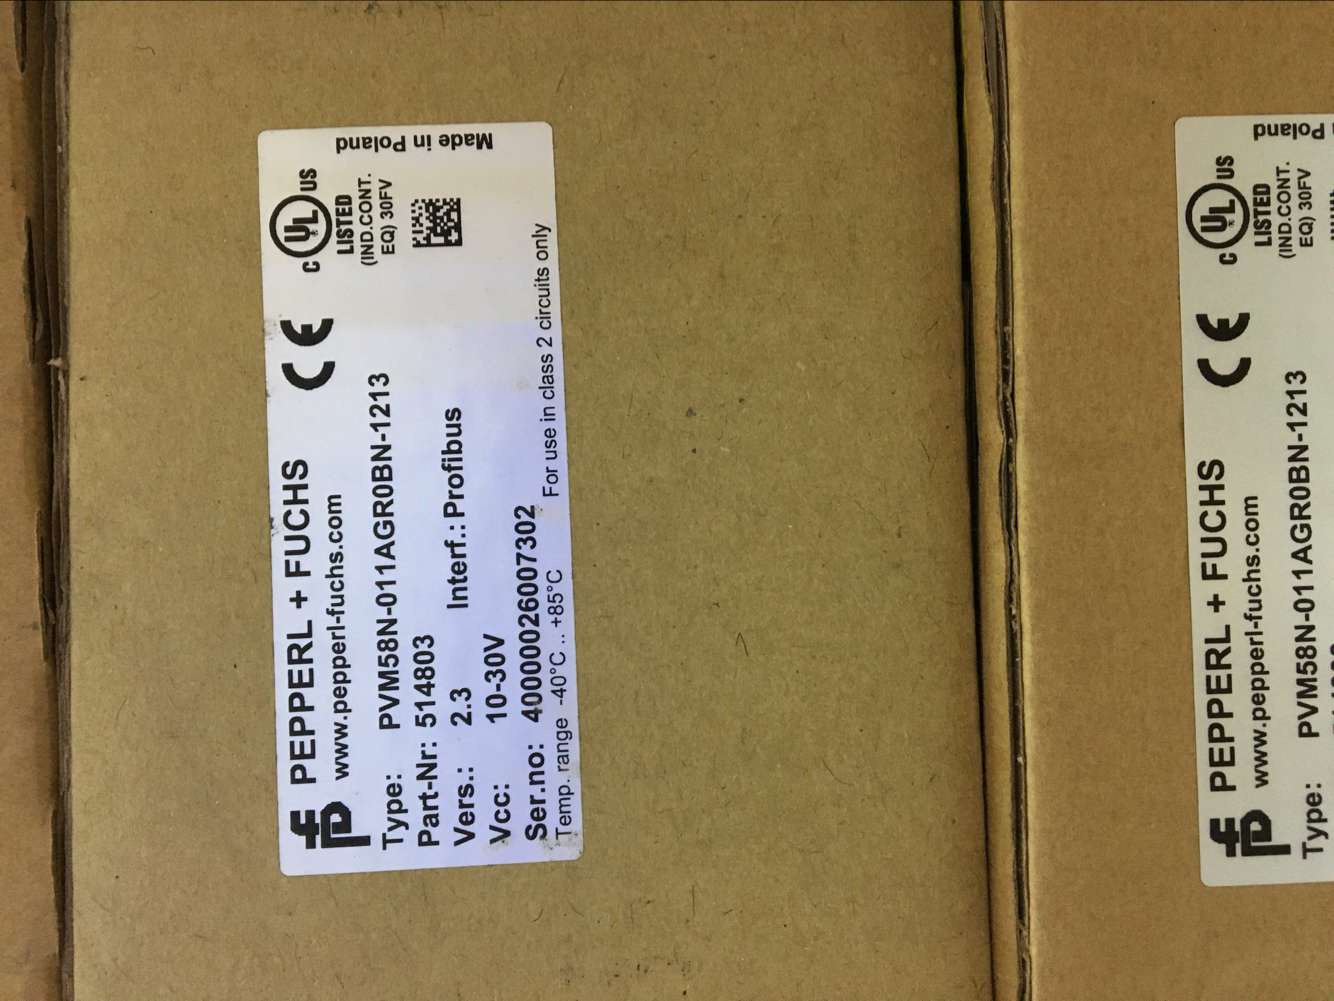 PEPPERL + FUCHS
www.pepperl-fuchs.com
Type: PVM58N-011AGR0BN-1213
Part-Nr: 514803
Vers.: 2.3 Interf.: Profibus
Vcc: 10-30V
Ser.no: 4000026007302
Temp. range -40°C .. +85°C For use in class 2 circuits only
CE
c UL US
LISTED
(IND.CONT.
EQ) 30FV
Made in
Poland
PEPPERL + FUCHS
www.pepperl-fuchs.com
Type: PVM58N-011AGR0BN-1213
CE
c UL US
LISTED
(IND.CONT.
EQ) 30FV
Poland